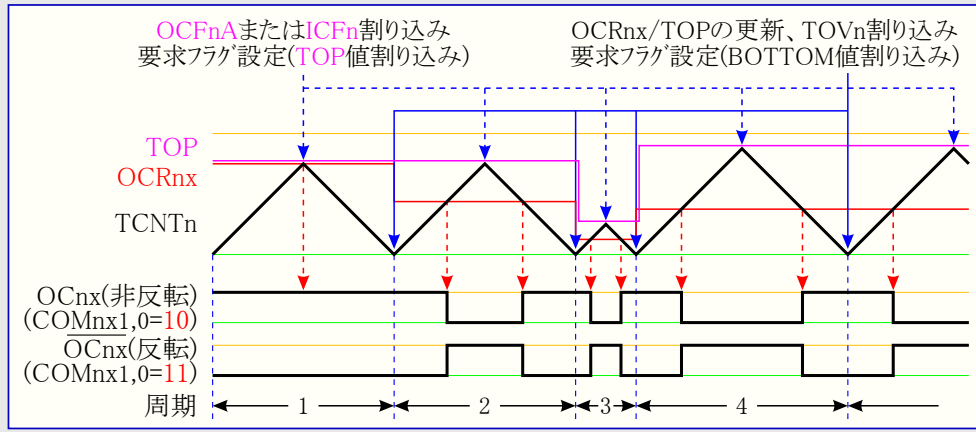 OCFnAまたはICFn割り込み
要求フラグ設定(TOP値割り込み)
OCRnx/TOPの更新、TOVn割り込み
要求フラグ設定(BOTTOM値割り込み)
TOP
OCRnx
TCNTn
OCnx(非反転)
(COMnx1,0=10)
OCnx(反転)
(COMnx1,0=11)
周期
1
2
3
4